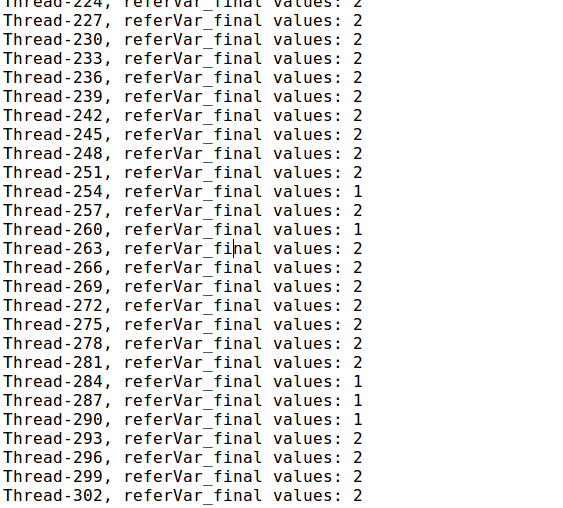 Thread-224, referVar_final values: 2
Thread-227, referVar_final values: 2
Thread-230, referVar_final values: 2
Thread-233, referVar_final values: 2
Thread-236, referVar_final values: 2
Thread-239, referVar_final values: 2
Thread-242, referVar_final values: 2
Thread-245, referVar_final values: 2
Thread-248, referVar_final values: 2
Thread-251, referVar_final values: 2
Thread-254, referVar_final values: 1
Thread-257, referVar_final values: 2
Thread-260, referVar_final values: 1
Thread-263, referVar_final values: 2
Thread-266, referVar_final values: 2
Thread-269, referVar_final values: 2
Thread-272, referVar_final values: 2
Thread-275, referVar_final values: 2
Thread-278, referVar_final values: 2
Thread-281, referVar_final values: 2
Thread-284, referVar_final values: 1
Thread-287, referVar_final values: 1
Thread-290, referVar_final values: 1
Thread-293, referVar_final values: 2
Thread-296, referVar_final values: 2
Thread-299, referVar_final values: 2
Thread-302, referVar_final values: 2